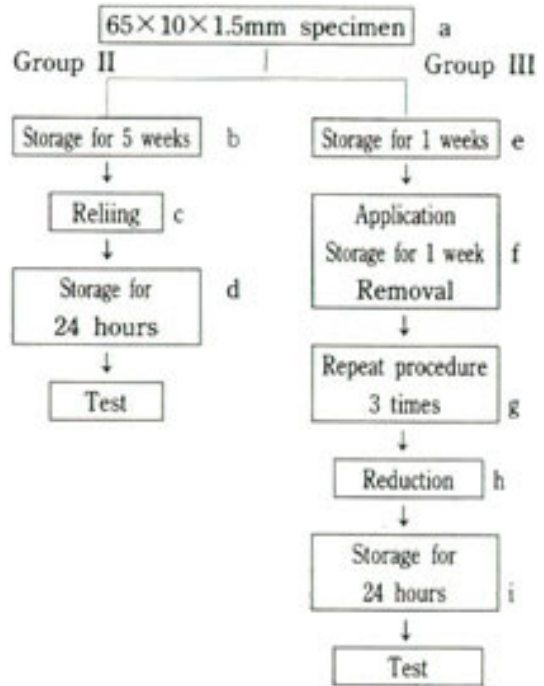 65×10×1.5mm specimen a
Group II
Group III
Storage for 5 weeks b
Reliing c
Storage for
24 hours d
Test
Storage for 1 weeks e
Application
Storage for 1 week f
Removal
Repeat procedure
3 times g
Reduction h
Storage for
24 hours i
Test